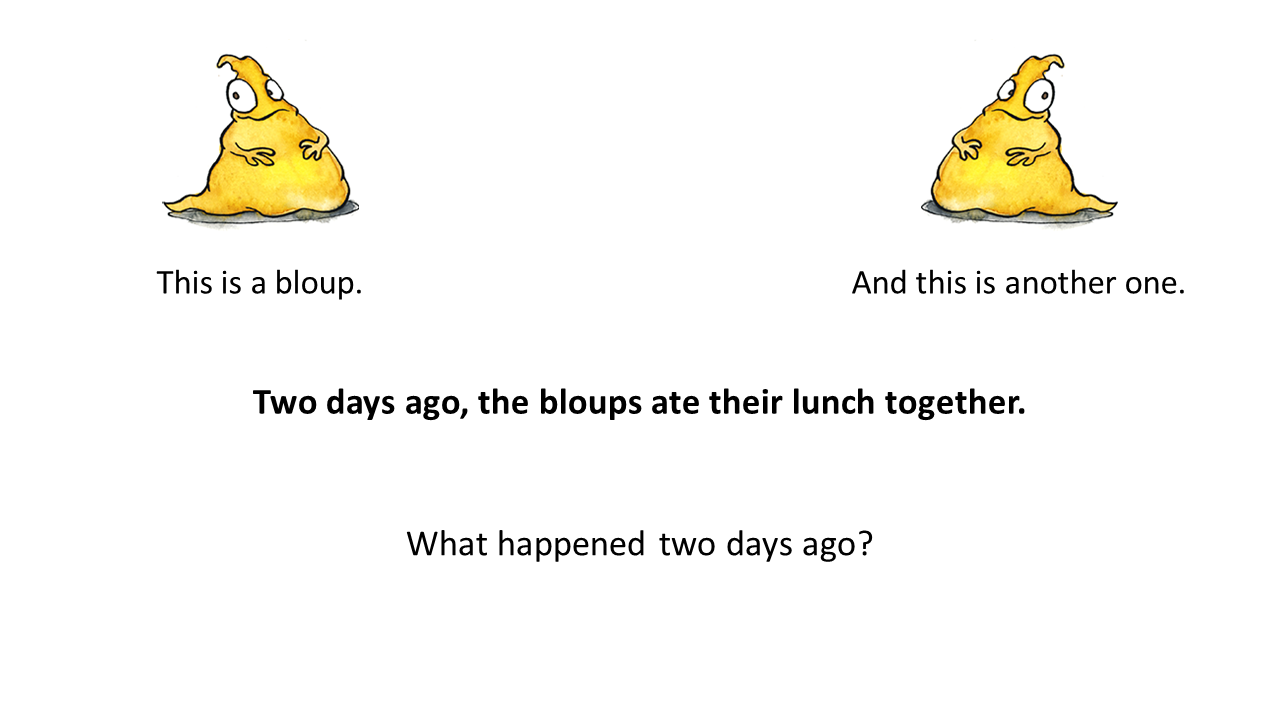 This is a bloup.
And this is another one.
Two days ago, the bloups ate their lunch together.
What happened two days ago?